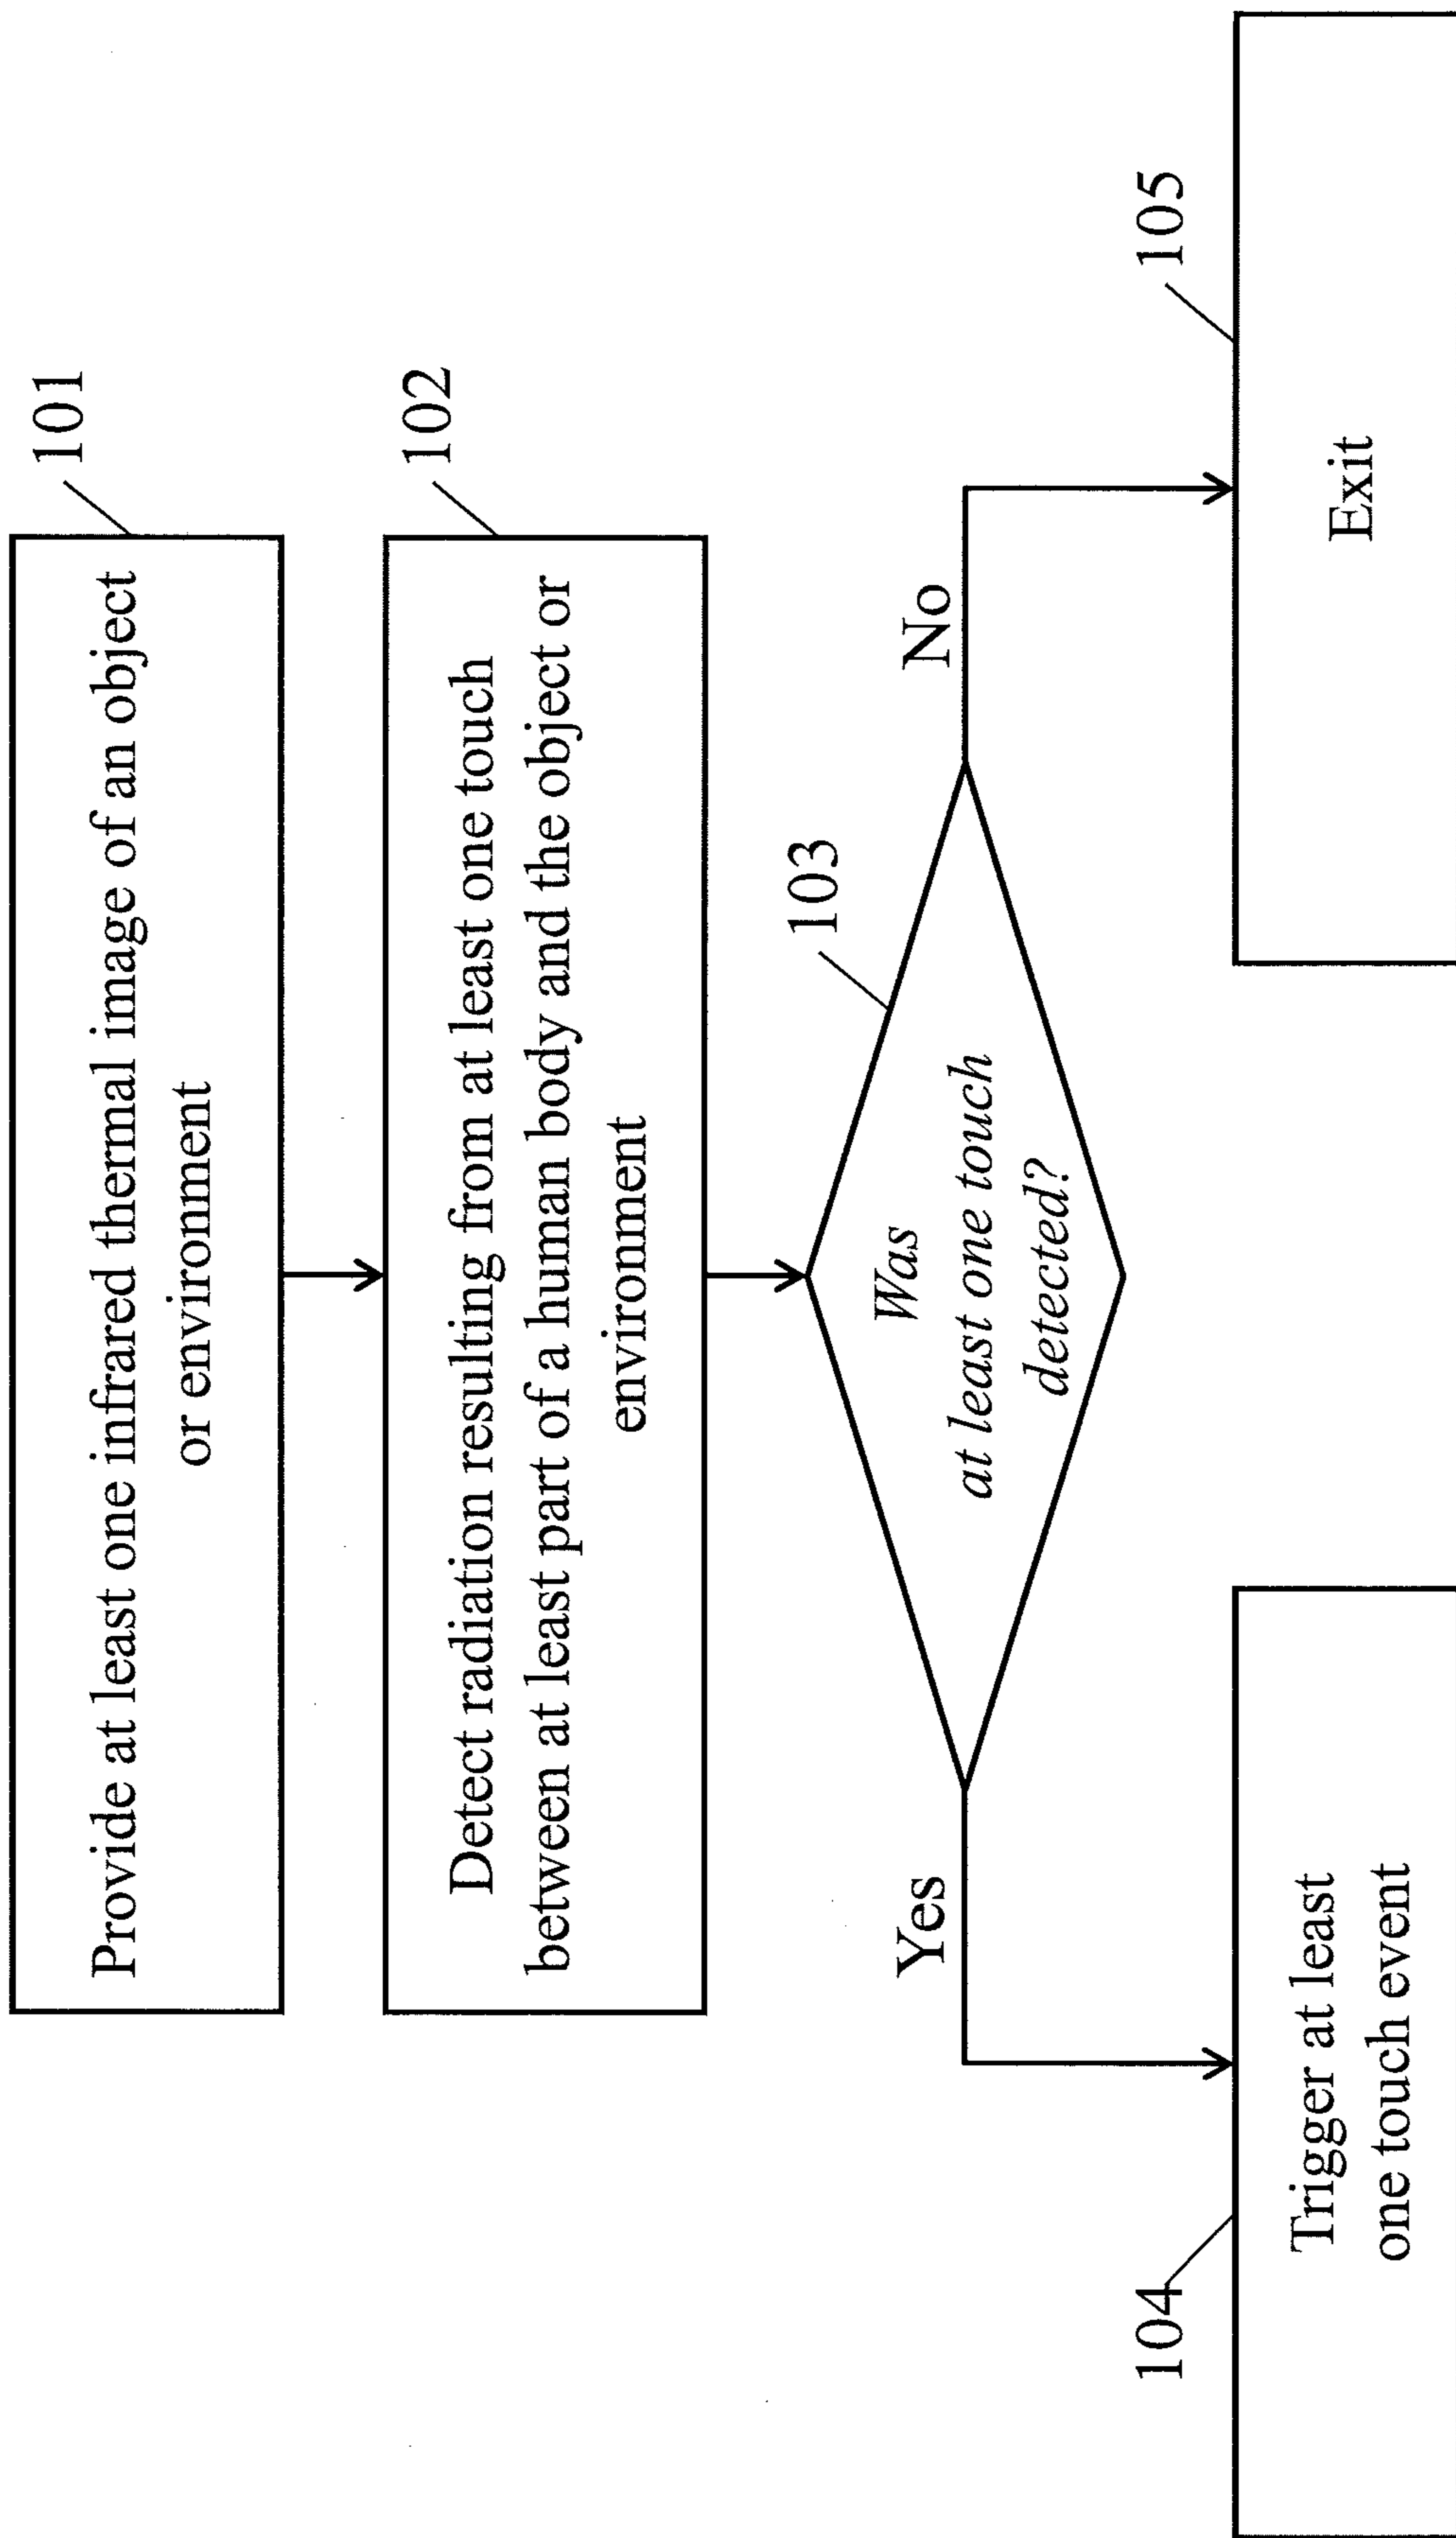 101
Provide at least one infrared thermal image of an object
or environment
102
Detect radiation resulting from at least one touch
between at least part of a human body and the object or
environment
103
Was
at least one touch
detected?
Yes
No
104
Trigger at least
one touch event
105
Exit